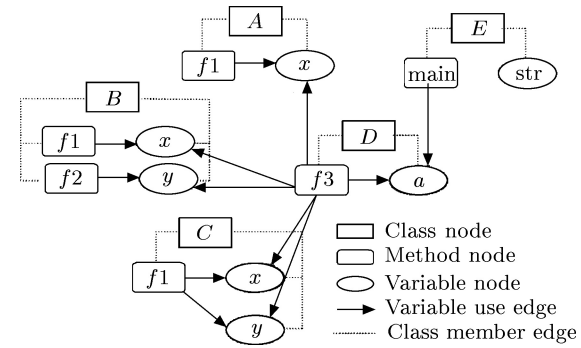 A
E
f1
x
main
str
B
D
f1
x
f2
y
f3
a
C
Class node
Method node
f1
x
Variable node
Variable use edge
y
Class member edge